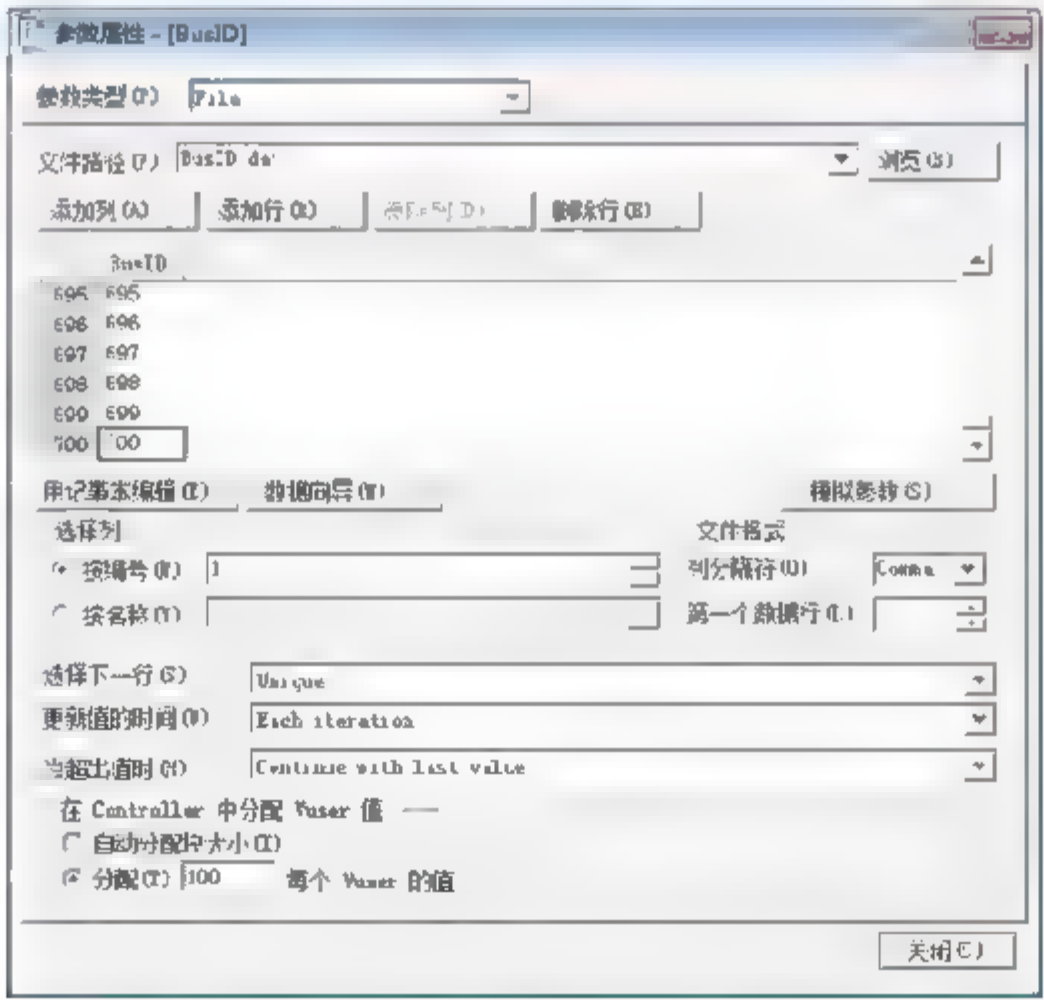 参数属性 - [BusID]
参数类型(P) File
文件路径(F) BusID.dat 浏览(B)
添加列(A) 添加行(R) 删除行(E)
BusID
695 695
696 696
697 697
698 698
699 699
700 700
用记事本编辑(E) 数据向导(W) 模拟参数(S)
选择列 文件格式
按编号(N) 1 列分隔符(D) Comma
按名称(Y) 第一个数据行(L)
选择下一行(S) Unique
更新值的时间(U) Each iteration
当超出值时(W) Continue with last value
在 Controller 中分配 Vuser 值
自动分配块大小(Z)
分配(T) 100 每个 Vuser 的值
关闭(C)